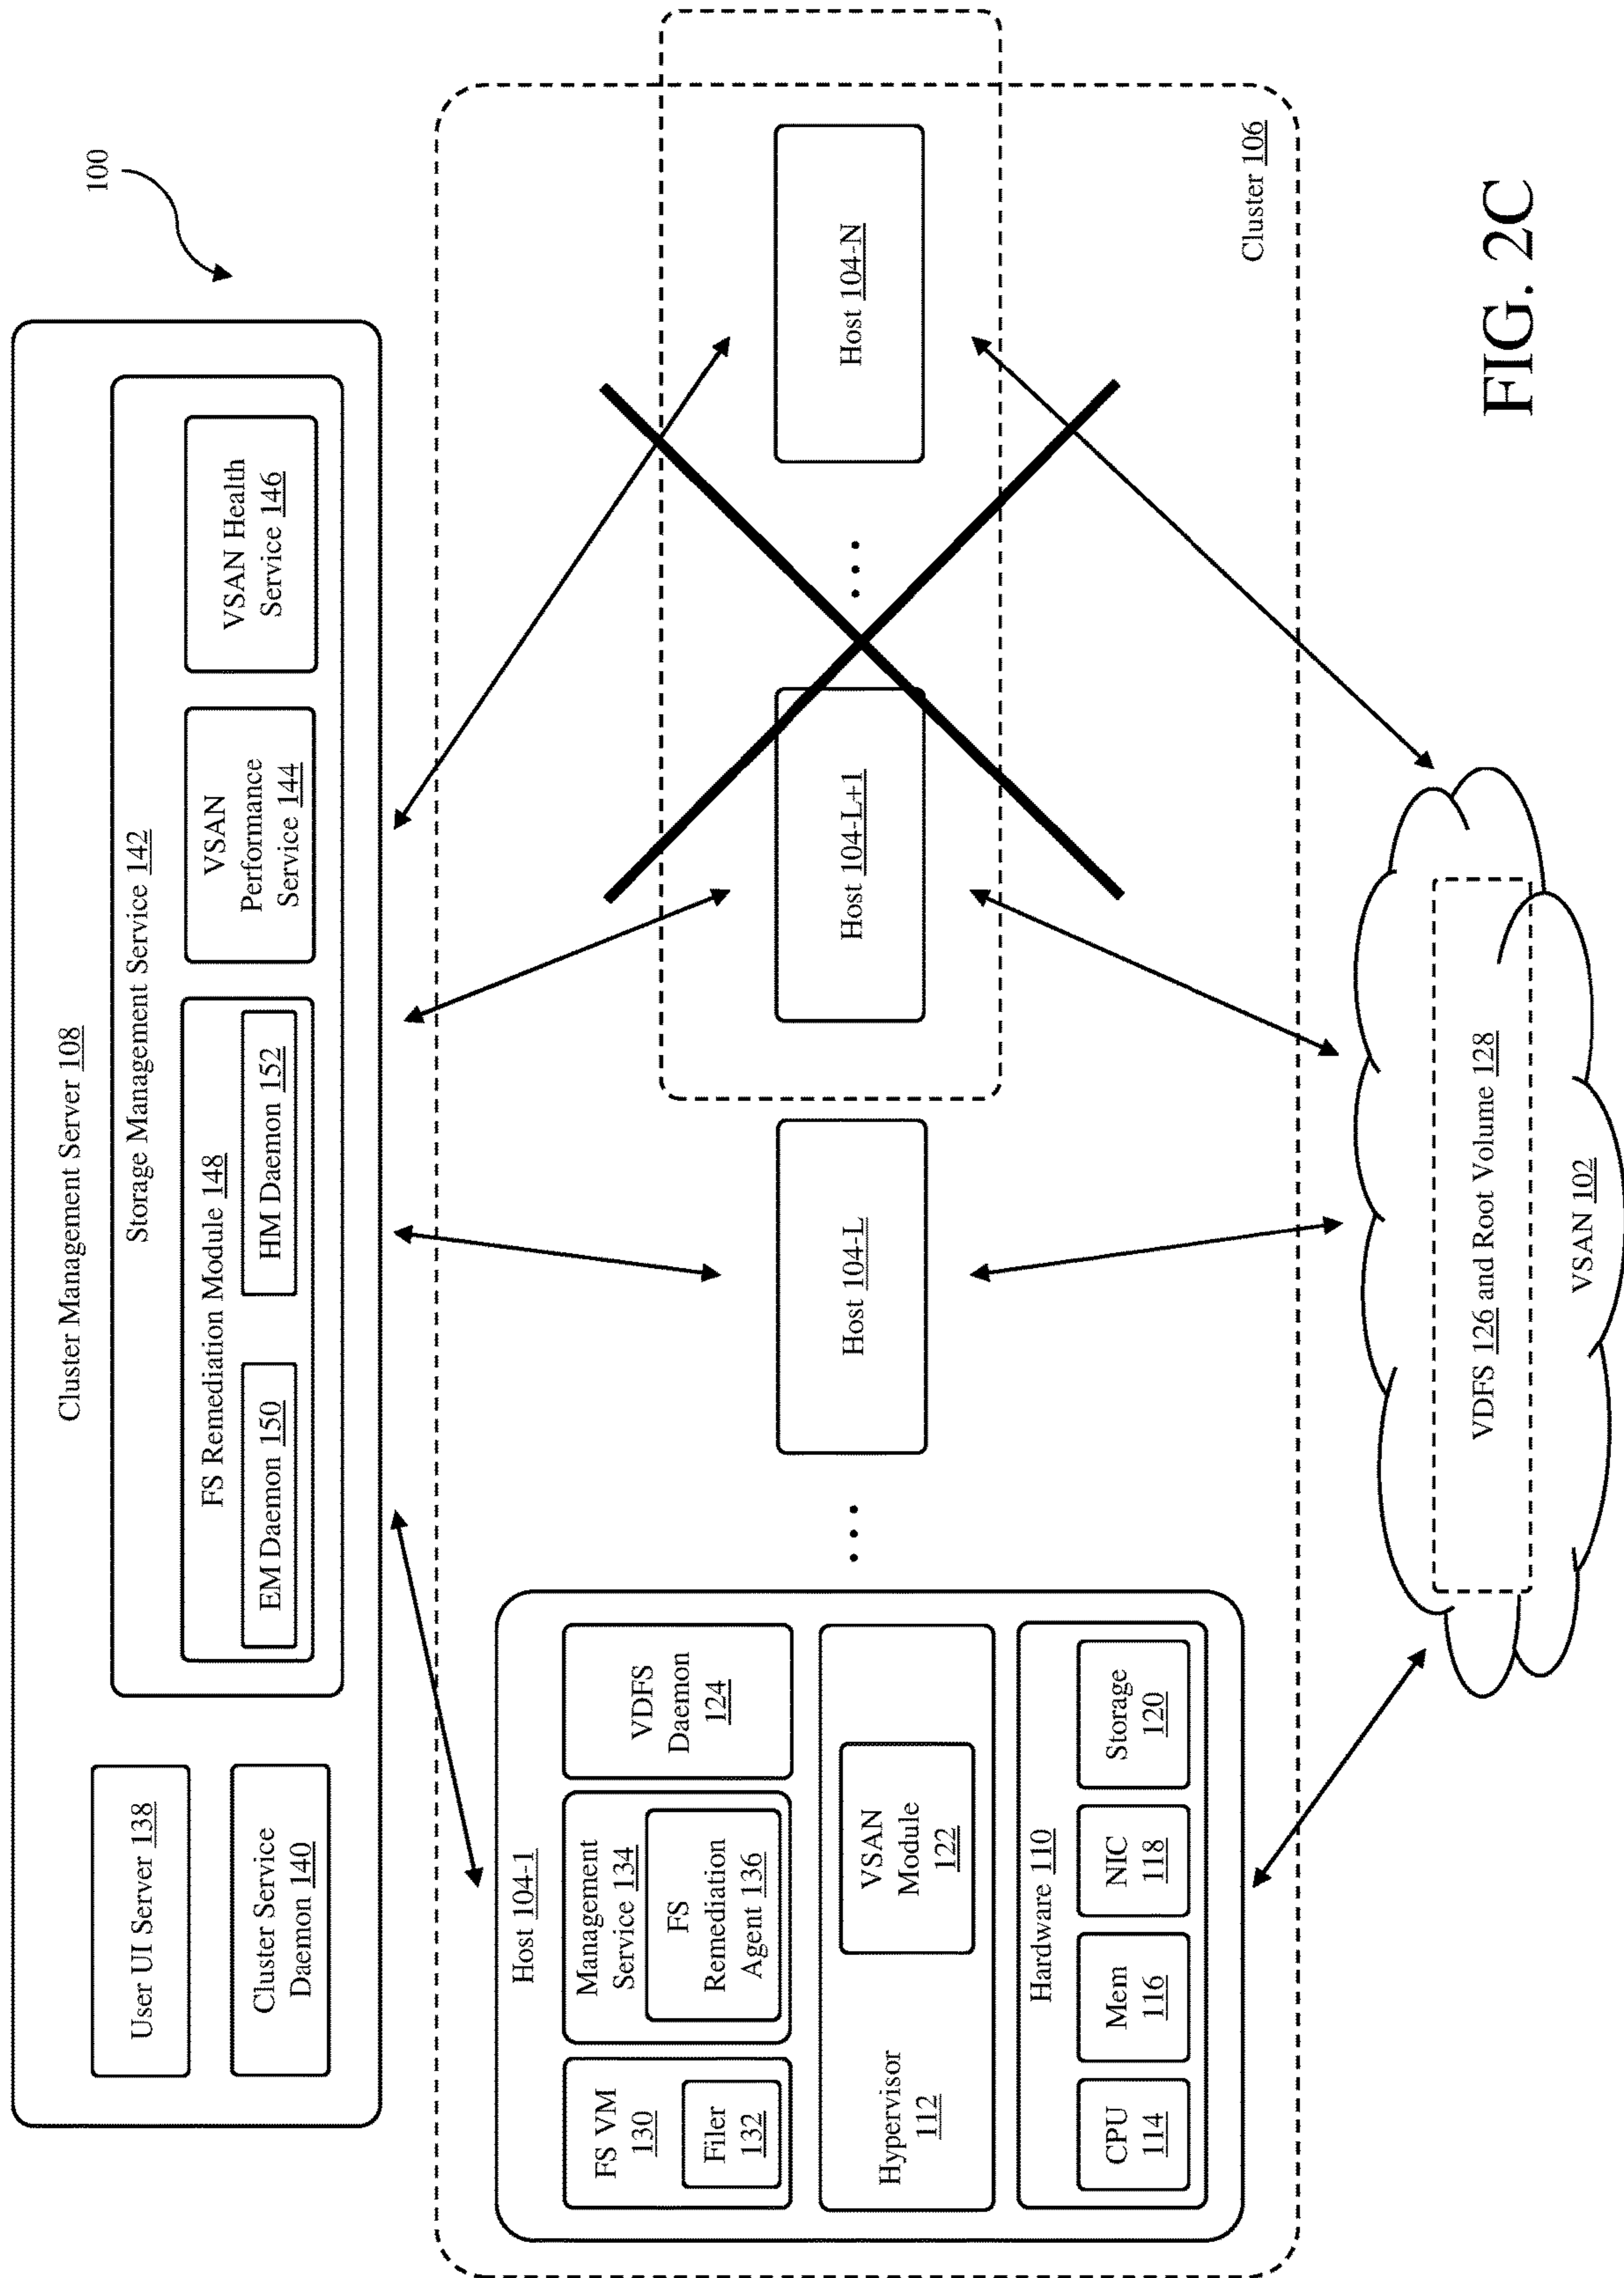 100
Cluster Management Server 108
User UI Server 138
Cluster Service
Daemon 140
Storage Management Service 142
FS Remediation Module 148
EM Daemon 150
HM Daemon 152
VSAN
Performance
Service 144
VSAN Health
Service 146
Host 104-1
FS VM
130
Filer
132
Management
Service 134
FS
Remediation
Agent 136
VDFS
Daemon
124
Hypervisor
112
VSAN
Module
122
Hardware 110
CPU
114
Mem
116
NIC
118
Storage
120
...
Host 104-L
Host 104-L+1
...
Host 104-N
Cluster 106
VDFS 126 and Root Volume 128
VSAN 102
FIG. 2C